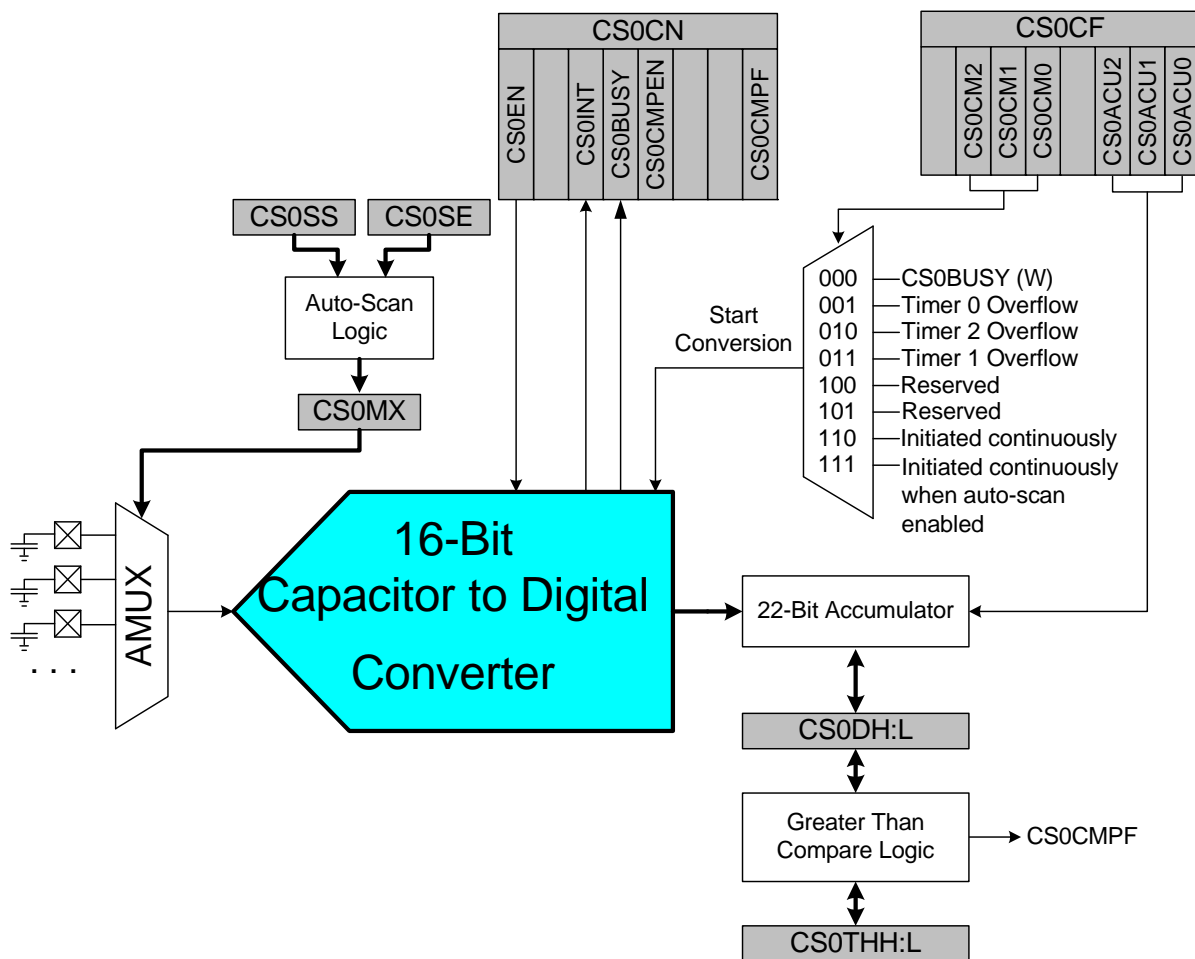 CS0CN
CS0EN
CS0INT
CS0BUSY
CS0CMPEN
CS0CMPF
CS0CF
CS0CM2
CS0CM1
CS0CM0
CS0ACU2
CS0ACU1
CS0ACU0
CS0SS
CS0SE
Auto-Scan
Logic
CS0MX
Start
Conversion
000 CS0BUSY (W)
001 Timer 0 Overflow
010 Timer 2 Overflow
011 Timer 1 Overflow
100 Reserved
101 Reserved
110 Initiated continuously
111 Initiated continuously
when auto-scan
enabled
AMUX
. . .
16-Bit
Capacitor to Digital
Converter
22-Bit Accumulator
CS0DH:L
Greater Than
Compare Logic
CS0CMPF
CS0THH:L